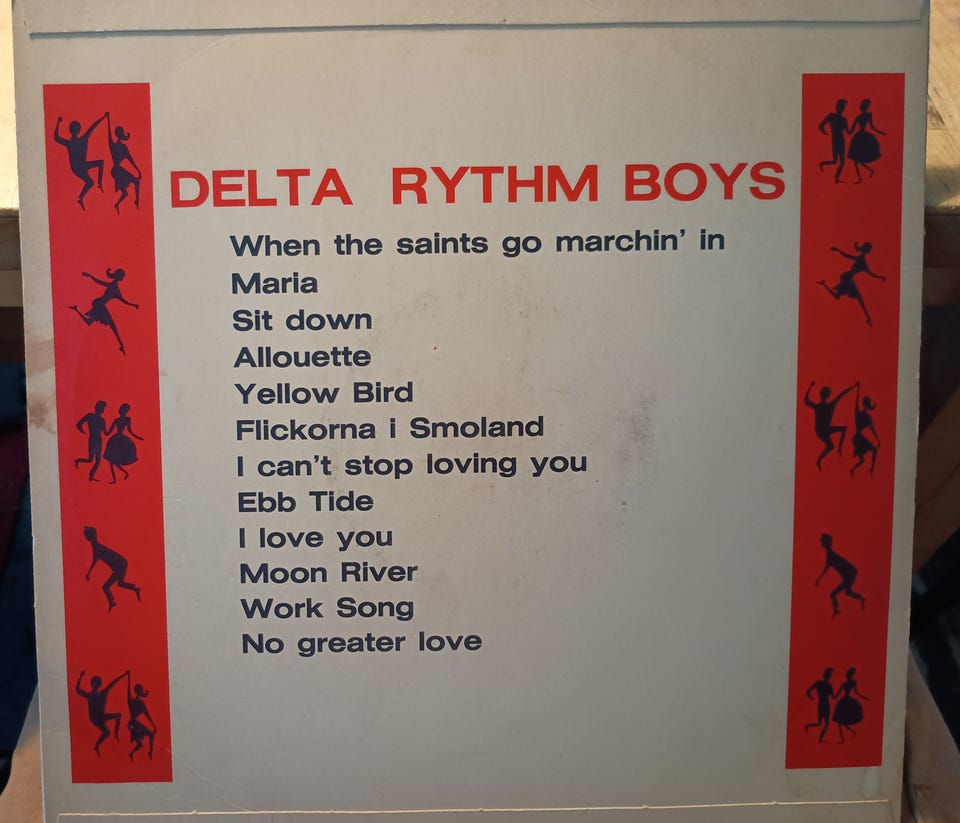 DELTA RYTHM BOYS
When the saints go marchin' in
Maria
Sit down
Allouette
Yellow Bird
Flickorna i Smoland
I can't stop loving you
Ebb Tide
I love you
Moon River
Work Song
No greater love